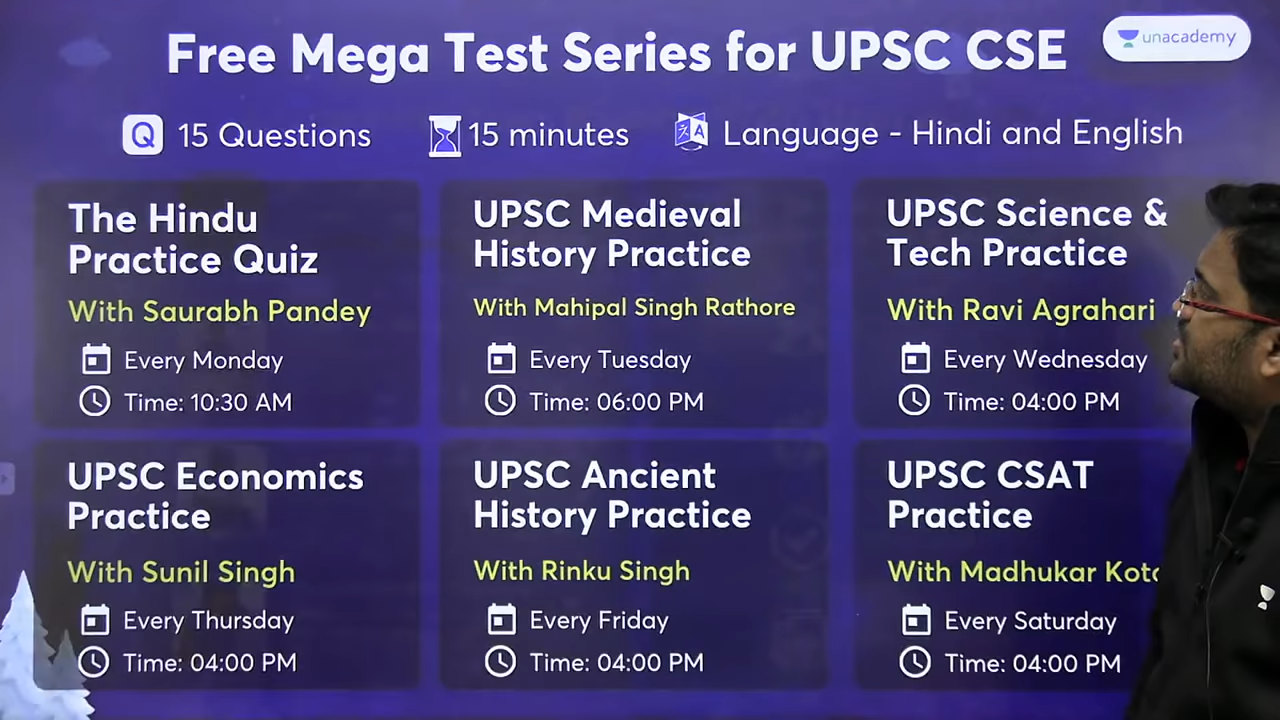 Free Mega Test Series for UPSC CSE
unacademy
Q 15 Questions
15 minutes
Language - Hindi and English
The Hindu
Practice Quiz
With Saurabh Pandey
Every Monday
Time: 10:30 AM
UPSC Medieval
History Practice
With Mahipal Singh Rathore
Every Tuesday
Time: 06:00 PM
UPSC Science &
Tech Practice
With Ravi Agrahari
Every Wednesday
Time: 04:00 PM
UPSC Economics
Practice
With Sunil Singh
Every Thursday
Time: 04:00 PM
UPSC Ancient
History Practice
With Rinku Singh
Every Friday
Time: 04:00 PM
UPSC CSAT
Practice
With Madhukar
Every Saturday
Time: 04:00 PM